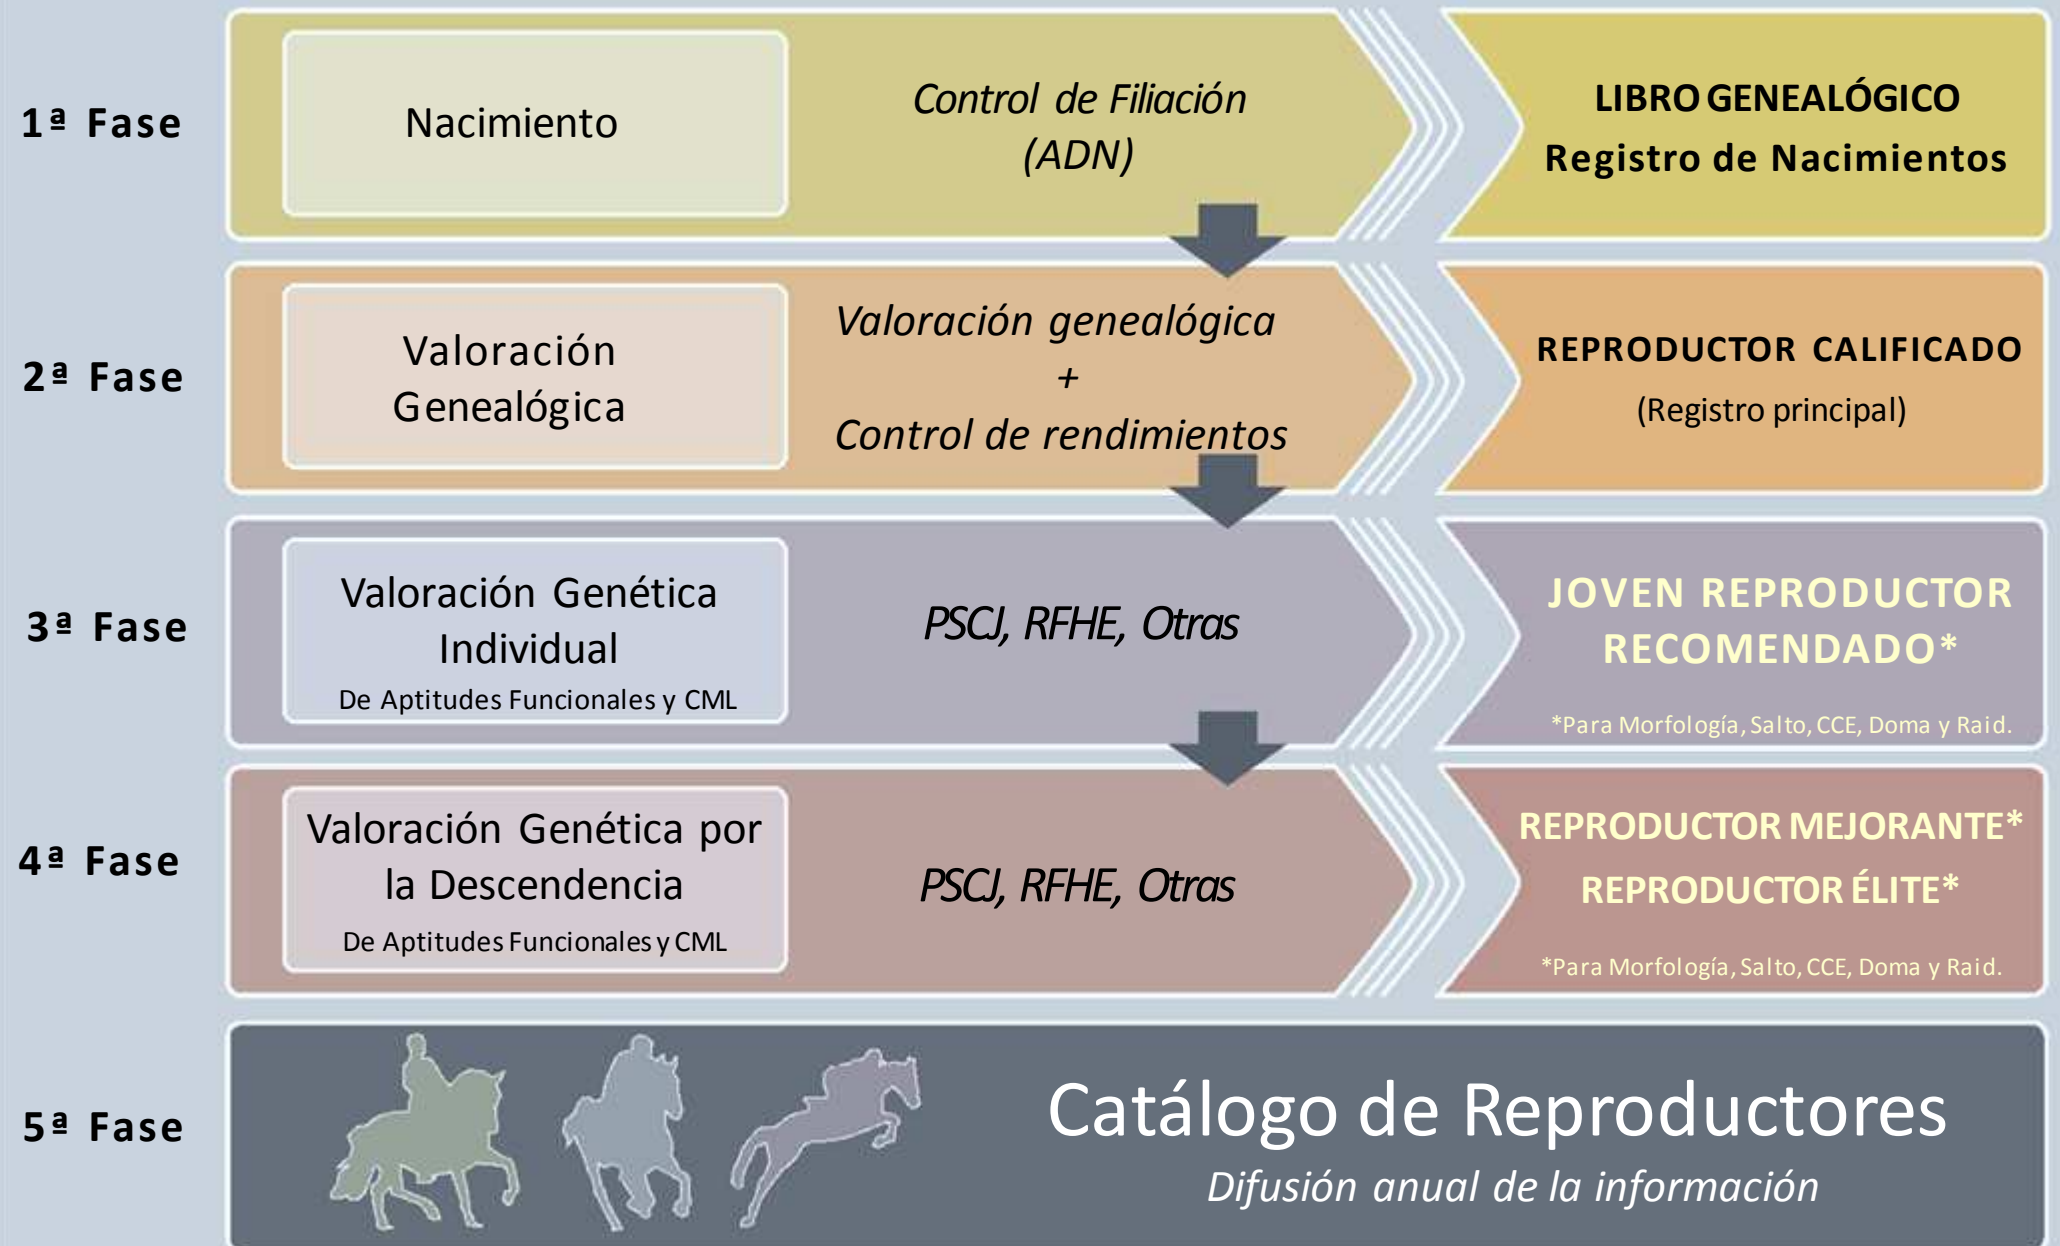 1ª Fase
Nacimiento
Control de Filiación
(ADN)
LIBRO GENEALÓGICO
Registro de Nacimientos
2ª Fase
Valoración
Genealógica
Valoración genealógica
+
Control de rendimientos
REPRODUCTOR CALIFICADO
(Registro principal)
3ª Fase
Valoración Genética
Individual
De Aptitudes Funcionales y CML
PSCJ, RFHE, Otras
JOVEN REPRODUCTOR
RECOMENDADO*
*Para Morfología, Salto, CCE, Doma y Raid.
4ª Fase
Valoración Genética por
la Descendencia
De Aptitudes Funcionales y CML
PSCJ, RFHE, Otras
REPRODUCTOR MEJORANTE*
REPRODUCTOR ÉLITE*
*Para Morfología, Salto, CCE, Doma y Raid.
5ª Fase
Catálogo de Reproductores
Difusión anual de la información